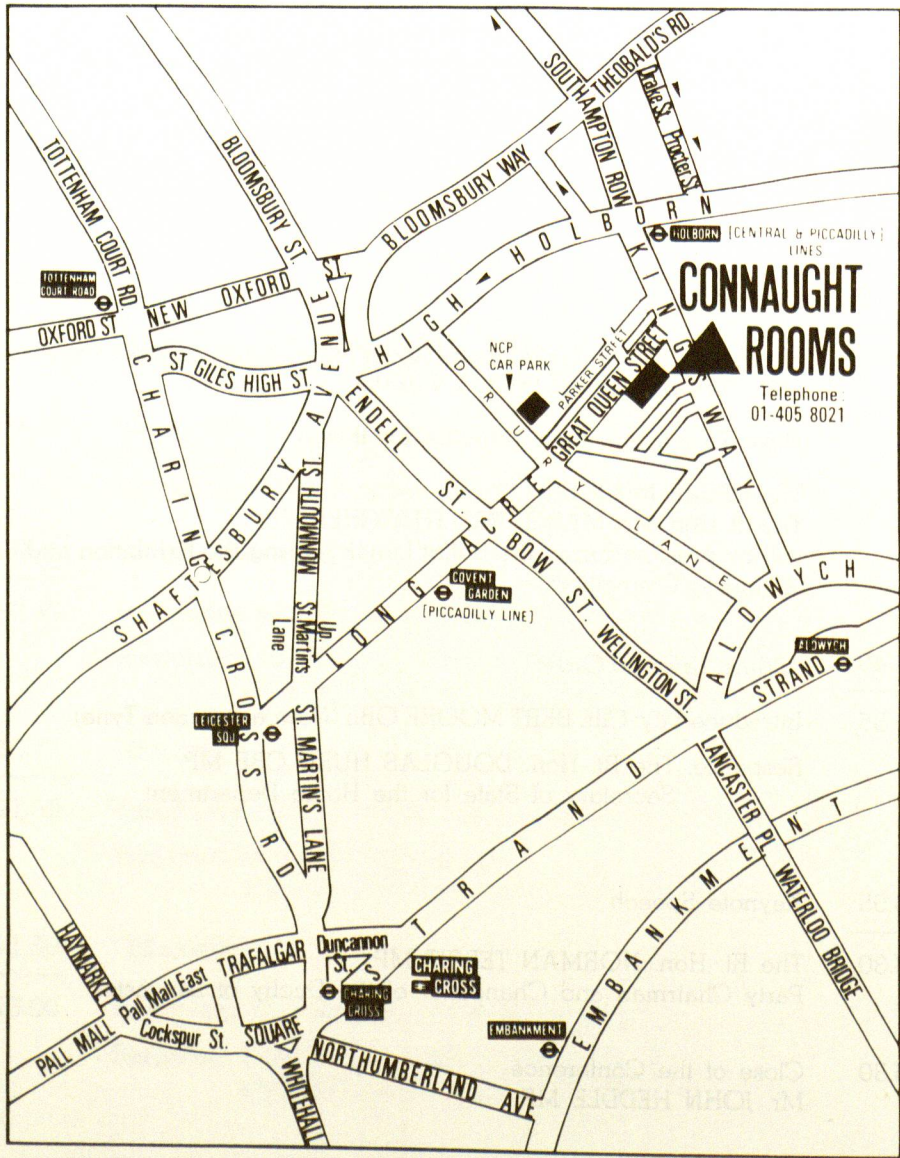 SOUTHAMPTON ROW
THEOBALD'S RD.
Drake St. Procter St.
TOTTENHAM COURT RD.
BLOOMSBURY ST.
BLOOMSBURY WAY
HIGH HOLBORN
HOLBORN [CENTRAL & PICCADILLY]
LINES
KINGSWAY
CONNAUGHT
ROOMS
Telephone:
01-405 8021
TOTTENHAM
COURT ROAD
OXFORD ST
NEW OXFORD ST.
ST GILES HIGH ST.
CHARING CROSS RD
SHAFTESBURY AVENUE
NCP
CAR PARK
PARKER STREET
GREAT QUEEN STREET
DRURY LANE
ENDELL ST.
MONMOUTH ST.
Up.
St.Martins
Lane
LONG ACRE
COVENT
GARDEN
[PICCADILLY LINE]
BOW ST.
WELLINGTON ST.
ALDWYCH
ALDWYCH
STRAND
LEICESTER
SQU
ST. MARTIN'S LANE
STRAND
LANCASTER PL.
WATERLOO BRIDGE
EMBANKMENT
HAYMARKET
Pall Mall East
TRAFALGAR
SQUARE
Duncannon
St.
CHARING
CROSS
CHARING
CROSS
Cockspur St.
PALL MALL
EMBANKMENT
NORTHUMBERLAND AVE
WHITEHALL